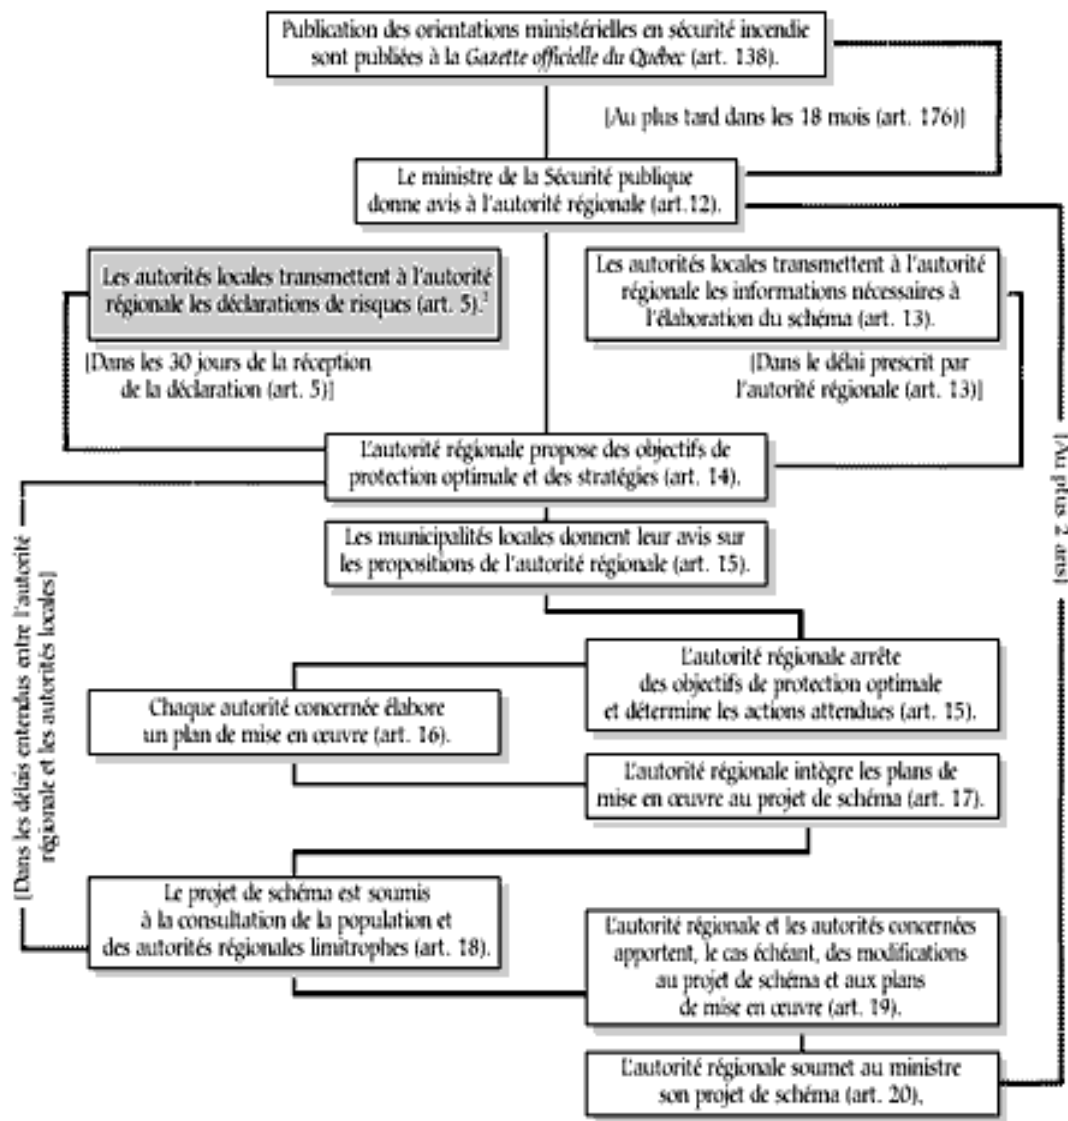 Publication des orientations ministérielles en sécurité incendie
sont publiées à la Gazette officielle du Québec (art. 138).
[Au plus tard dans les 18 mois (art. 176)]
Le ministre de la Sécurité publique
donne avis à l'autorité régionale (art.12).
Les autorités locales transmettent à l'autorité
régionale les déclarations de risques (art. 5).
[Dans les 30 jours de la réception
de la déclaration (art. 5)]
Les autorités locales transmettent à l'autorité
régionale les informations nécessaires à
l'élaboration du schéma (art. 13).
[Dans le délai prescrit par
l'autorité régionale (art. 13)]
L'autorité régionale propose des objectifs de
protection optimale et des stratégies (art. 14).
[Au plus 2 ans]
[Dans les délais entendus entre l'autorité
régionale et les autorités locales]
Les municipalités locales donnent leur avis sur
les propositions de l'autorité régionale (art. 15).
L'autorité régionale arrête
des objectifs de protection optimale
et détermine les actions attendues (art. 15).
Chaque autorité concernée élabore
un plan de mise en œuvre (art. 16).
L'autorité régionale intègre les plans de
mise en œuvre au projet de schéma (art. 17).
Le projet de schéma est soumis
à la consultation de la population et
des autorités régionales limitrophes (art. 18).
L'autorité régionale et les autorités concernées
apportent, le cas échéant, des modifications
au projet de schéma et aux plans
de mise en œuvre (art. 19).
L'autorité régionale soumet au ministre
son projet de schéma (art. 20),